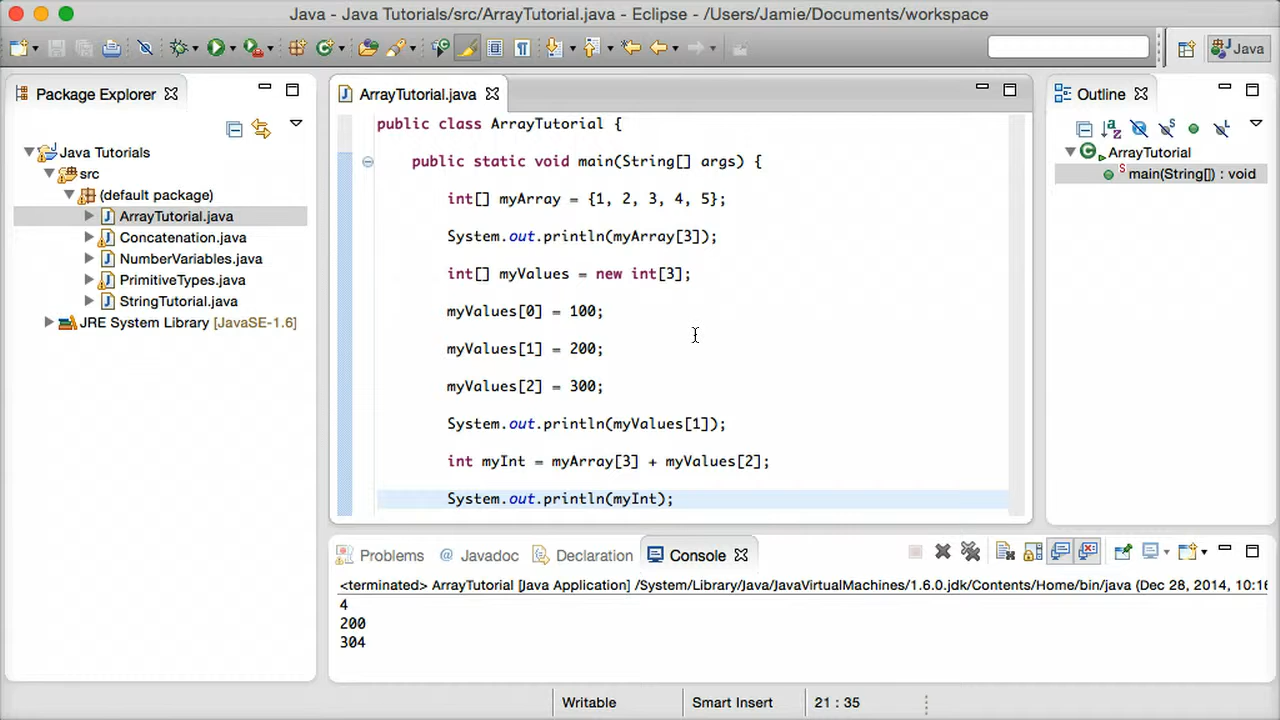 Java - Java Tutorials/src/ArrayTutorial.java - Eclipse - /Users/Jamie/Documents/workspace
Java
Package Explorer
Java Tutorials
src
(default package)
ArrayTutorial.java
Concatenation.java
NumberVariables.java
PrimitiveTypes.java
StringTutorial.java
JRE System Library [JavaSE-1.6]
ArrayTutorial.java
public class ArrayTutorial {
public static void main(String[] args) {
int[] myArray = {1, 2, 3, 4, 5};
System.out.println(myArray[3]);
int[] myValues = new int[3];
myValues[0] = 100;
myValues[1] = 200;
myValues[2] = 300;
System.out.println(myValues[1]);
int myInt = myArray[3] + myValues[2];
System.out.println(myInt);
Outline
ArrayTutorial
main(String[]) : void
Problems @ Javadoc Declaration Console
<terminated> ArrayTutorial [Java Application] /System/Library/Java/JavaVirtualMachines/1.6.0.jdk/Contents/Home/bin/java (Dec 28, 2014, 10:16
4
200
304
Writable Smart Insert 21 : 35